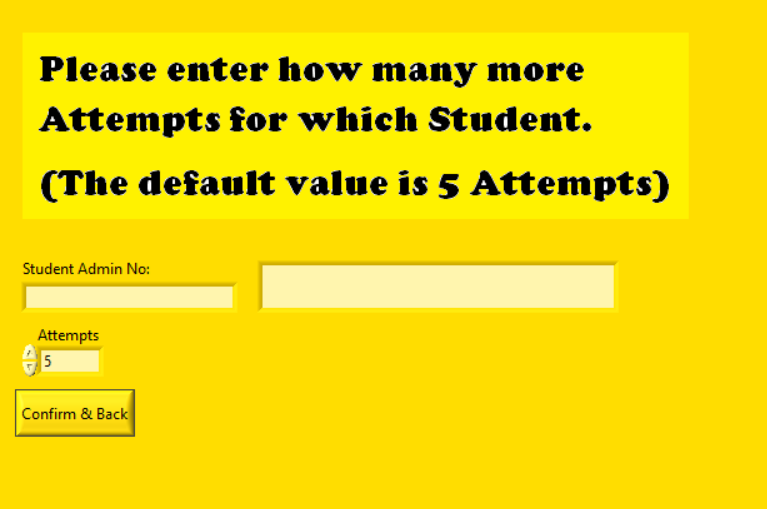 Please enter how many more
Attempts for which Student.
(The default value is 5 Attempts)
Student Admin No:
Attempts
5
Confirm & Back